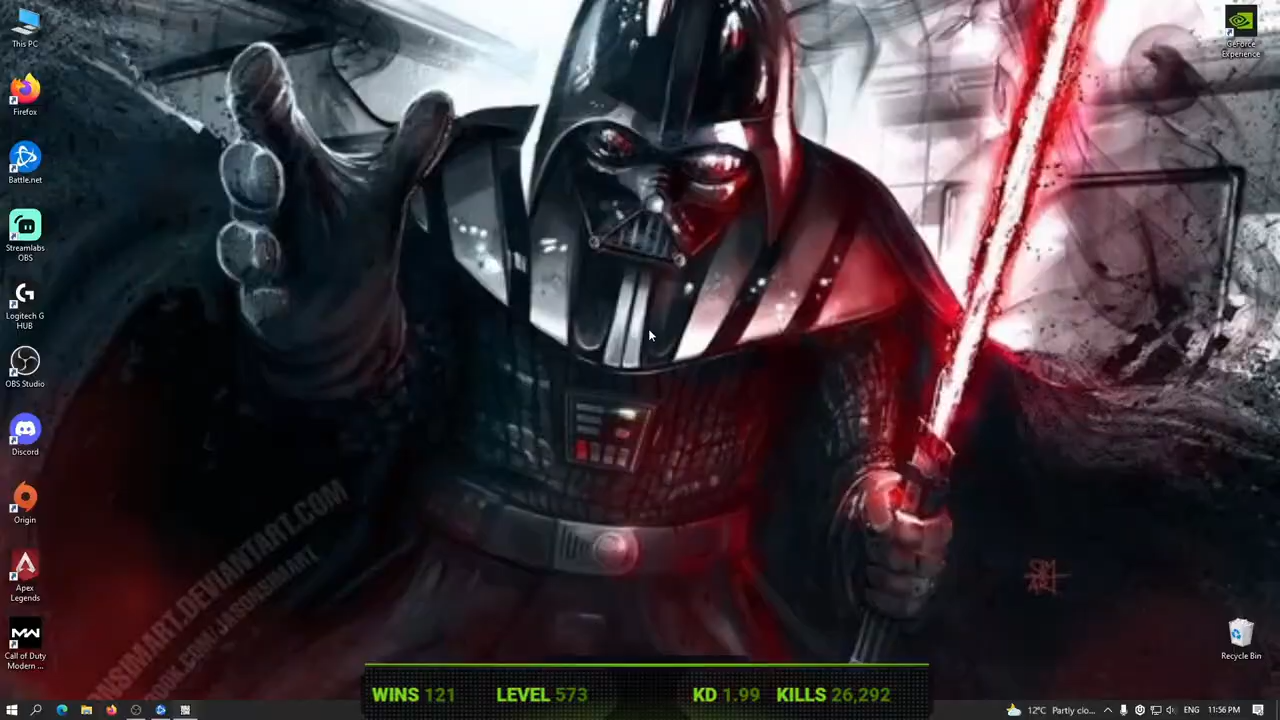 This PC
GeForce
Experience
Firefox
Battle.net
Streamlabs
OBS
Logitech G
HUB
OBS Studio
Discord
Origin
Apex
Legends
Call of Duty
Modern ...
Recycle Bin
SIM
ART
WINS 121 LEVEL 573 KD 1.99 KILLS 26,292
12°C Partly clo... ENG 11:56 PM